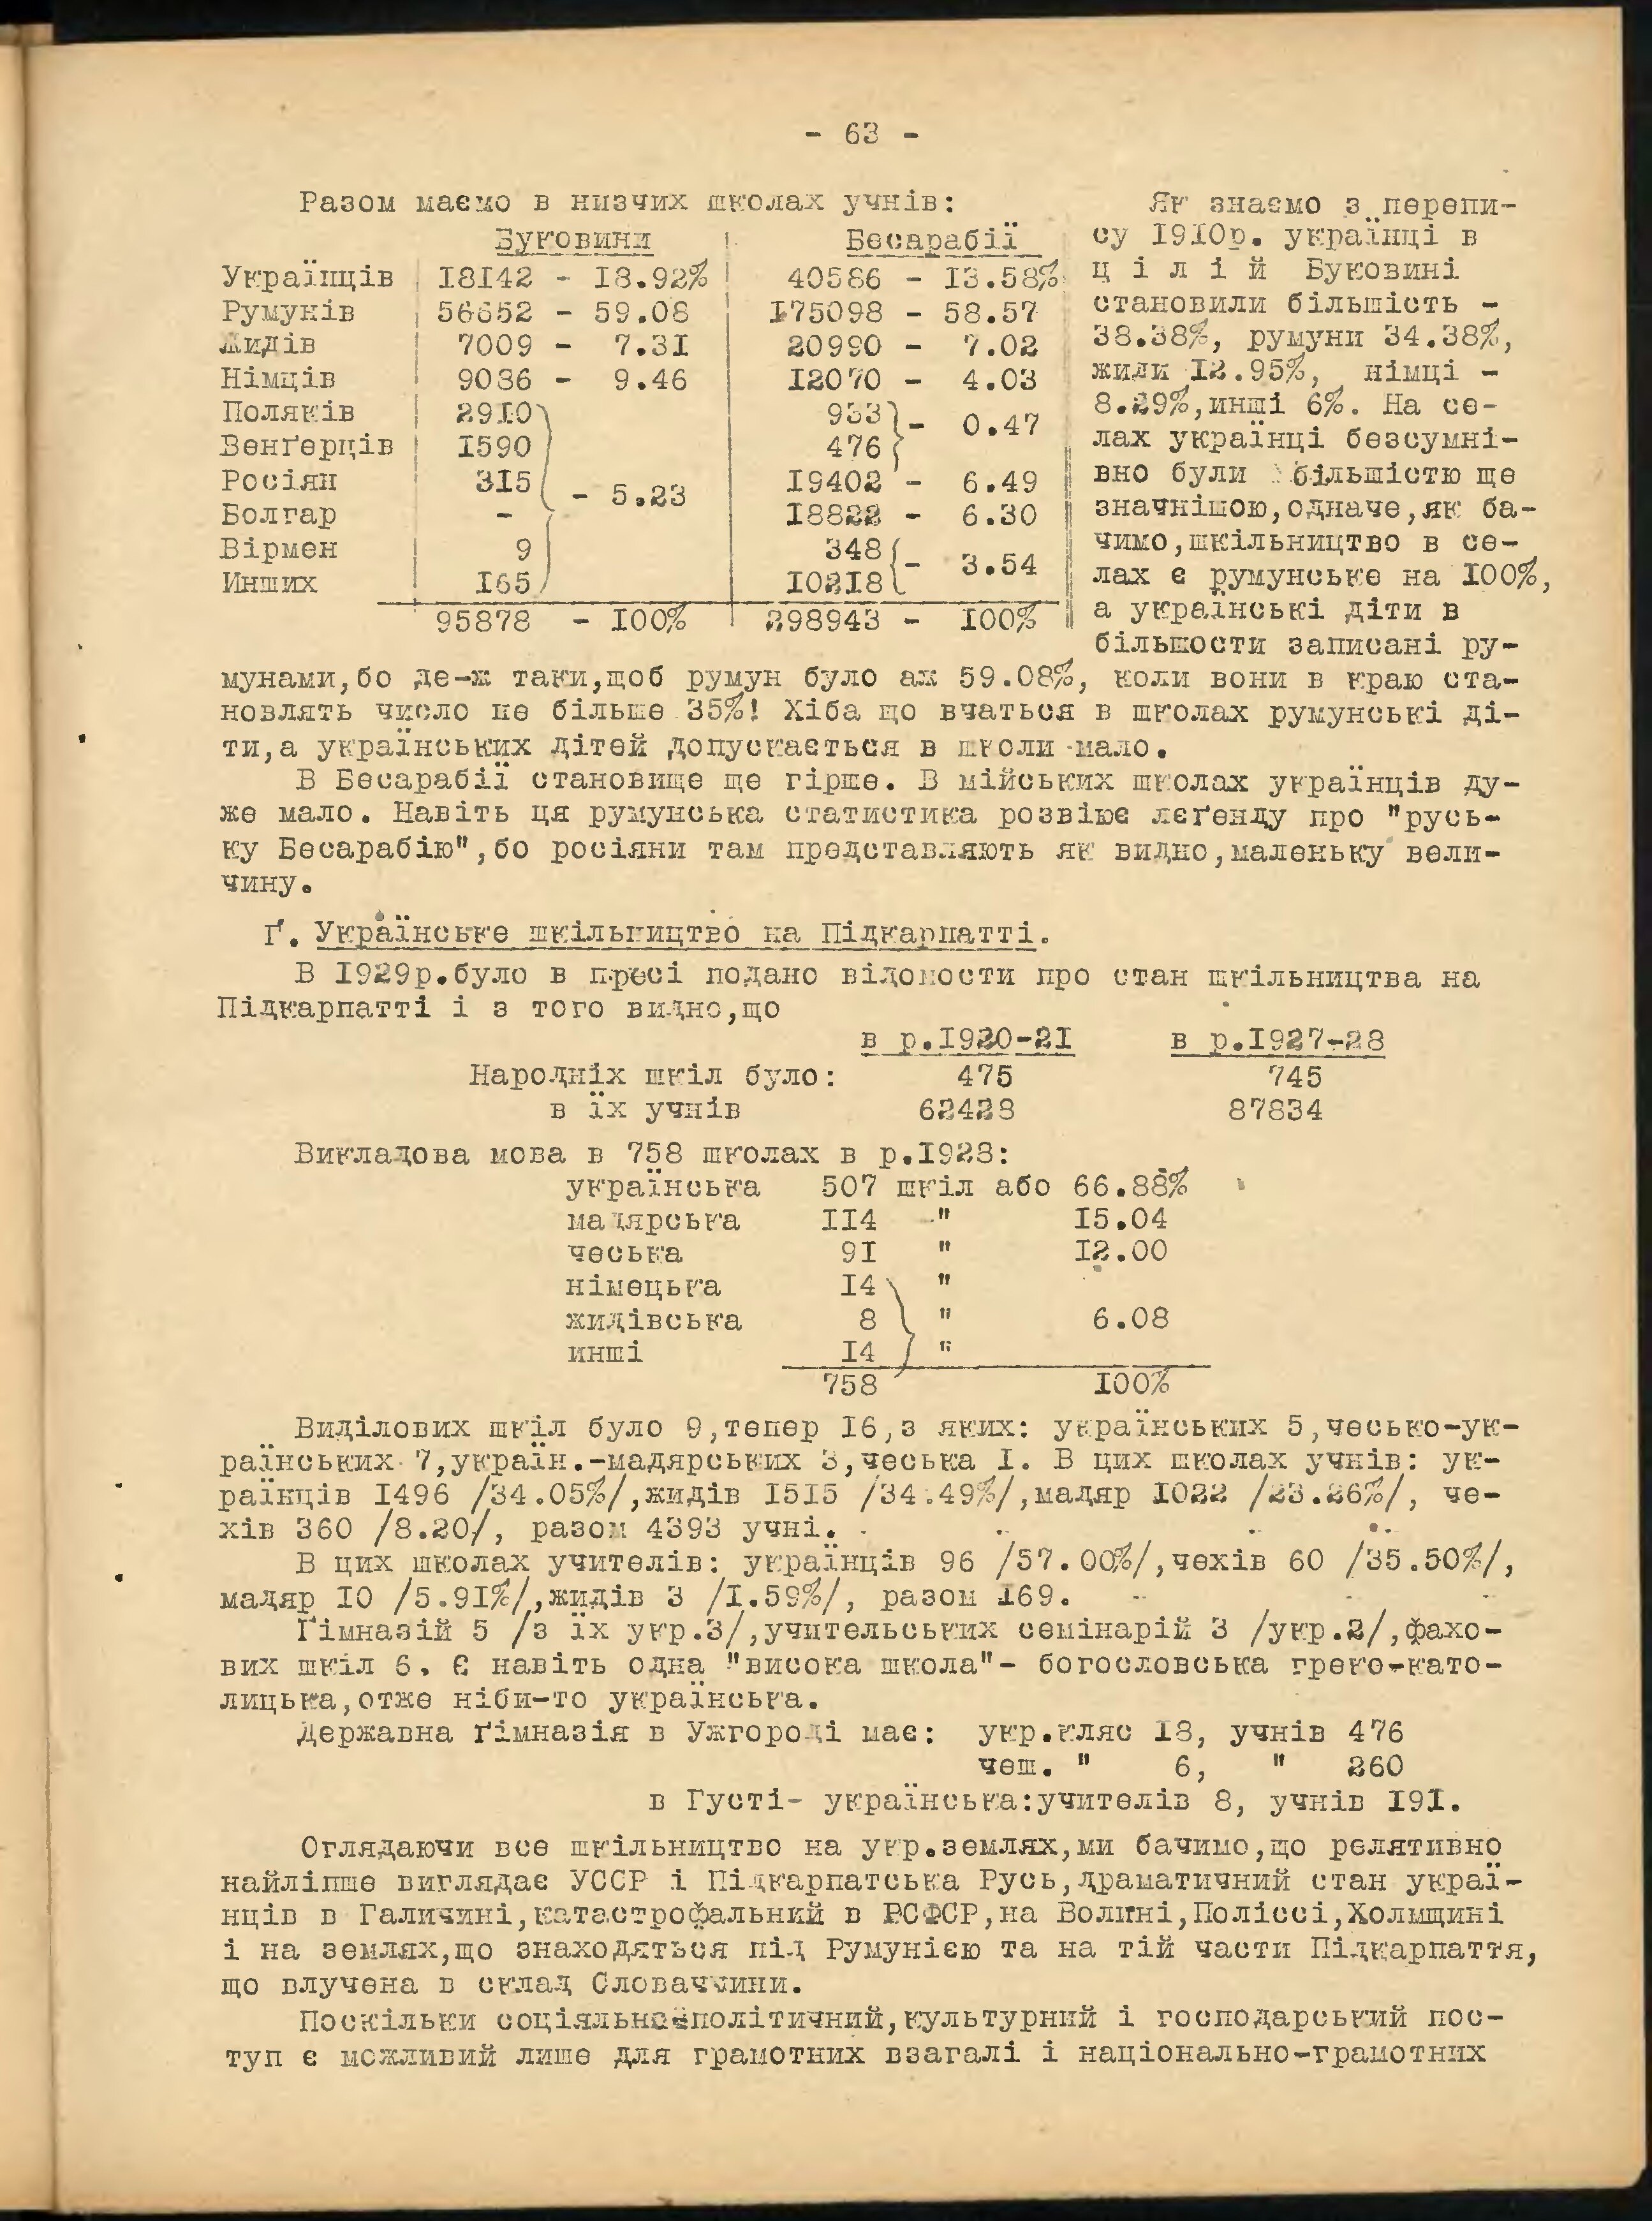 - 63 -
Разом маємо в низчих школах учнів:
Буковини Бесарабії
Українців 18142 - 18.92% 40586 - 13.58%
Румунів 56652 - 59.08 175098 - 58.57
Жидів 7009 - 7.31 20990 - 7.02
Німців 9086 - 9.46 12070 - 4.03
Поляків 2910 933
- 0.47
Венґерців 1590 476
Росіян 315 19402 - 6.49
- 5.23
Болгар - 18822 - 6.30
Вірмен 9 348
- 3.54
Инших 165 10218
95878 - 100% 298943 - 100%
Як знаємо з перепи-
су 1910р. українці в
ц і л і й Буковині
становили більшість -
38.38%, румуни 34.38%,
жиди 12.95%, німці -
8.29%,инші 6%. На се-
лах українці безсумні-
вно були більшістю ще
значнішою,одначе,як ба-
чимо,шкільництво в се-
лах є румунське на 100%,
а українські діти в
більшости записані ру-
мунами,бо де-ж таки,щоб румун було аж 59.08%, коли вони в краю ста-
новлять число не більше 35%! Хіба що вчаться в школах румунські ді-
ти,а українських дітей допускається в школи мало.
В Бесарабії становище ще гірше. В мійських школах українців ду-
же мало. Навіть ця румунська статистика розвіює лєґенду про "русь-
ку Бесарабію",бо росіяни там представляють як видно,маленьку вели-
чину.
Ґ. Українське шкільництво на Підкарпатті.
В 1929р.було в пресі подано відомости про стан шкільництва на
Підкарпатті і з того видно,що
в р.1920-21 в р.1927-28
Народніх шкіл було: 475 745
в їх учнів 62428 87834
Викладова мова в 758 школах в р.1928:
українська 507 шкіл або 66.88%
мадярська 114 " 15.04
чеська 91 " 12.00
німецька 14 "
жидівська 8 " 6.08
инші 14 "
758 100%
Виділових шкіл було 9,тепер 16,з яких: українських 5,чесько-ук-
раїнських 7,україн.-мадярських 3,чеська 1. В цих школах учнів: ук-
раїнців 1496 /34.05%/,жидів 1515 /34.49%/,мадяр 1022 /23.26%/, че-
хів 360 /8.20/, разом 4393 учні.
В цих школах учителів: українців 96 /57.00%/,чехів 60 /35.50%/,
мадяр 10 /5.91%/,жидів 3 /1.59%/, разом 169.
Ґімназій 5 /з їх укр.3/,учительських семінарій 3 /укр.2/,фахо-
вих шкіл 6. Є навіть одна "висока школа"- богословська греко-като-
лицька,отже ніби-то українська.
Державна ґімназія в Ужгороді має: укр.кляс 18, учнів 476
чеш. " 6, " 260
в Густі- українська:учителів 8, учнів 191.
Оглядаючи все шкільництво на укр.землях,ми бачимо,що релятивно
найліпше виглядає УССР і Підкарпатська Русь,драматичний стан украї-
нців в Галичині,катастрофальний в РСФСР,на Волині,Поліссі,Холмщині
і на землях,що знаходяться під Румунією та на тій части Підкарпаття,
що влучена в склад Словаччини.
Поскільки соціяльно-політичний,культурний і господарський пос-
туп є можливий лише для грамотних взагалі і національно-грамотних